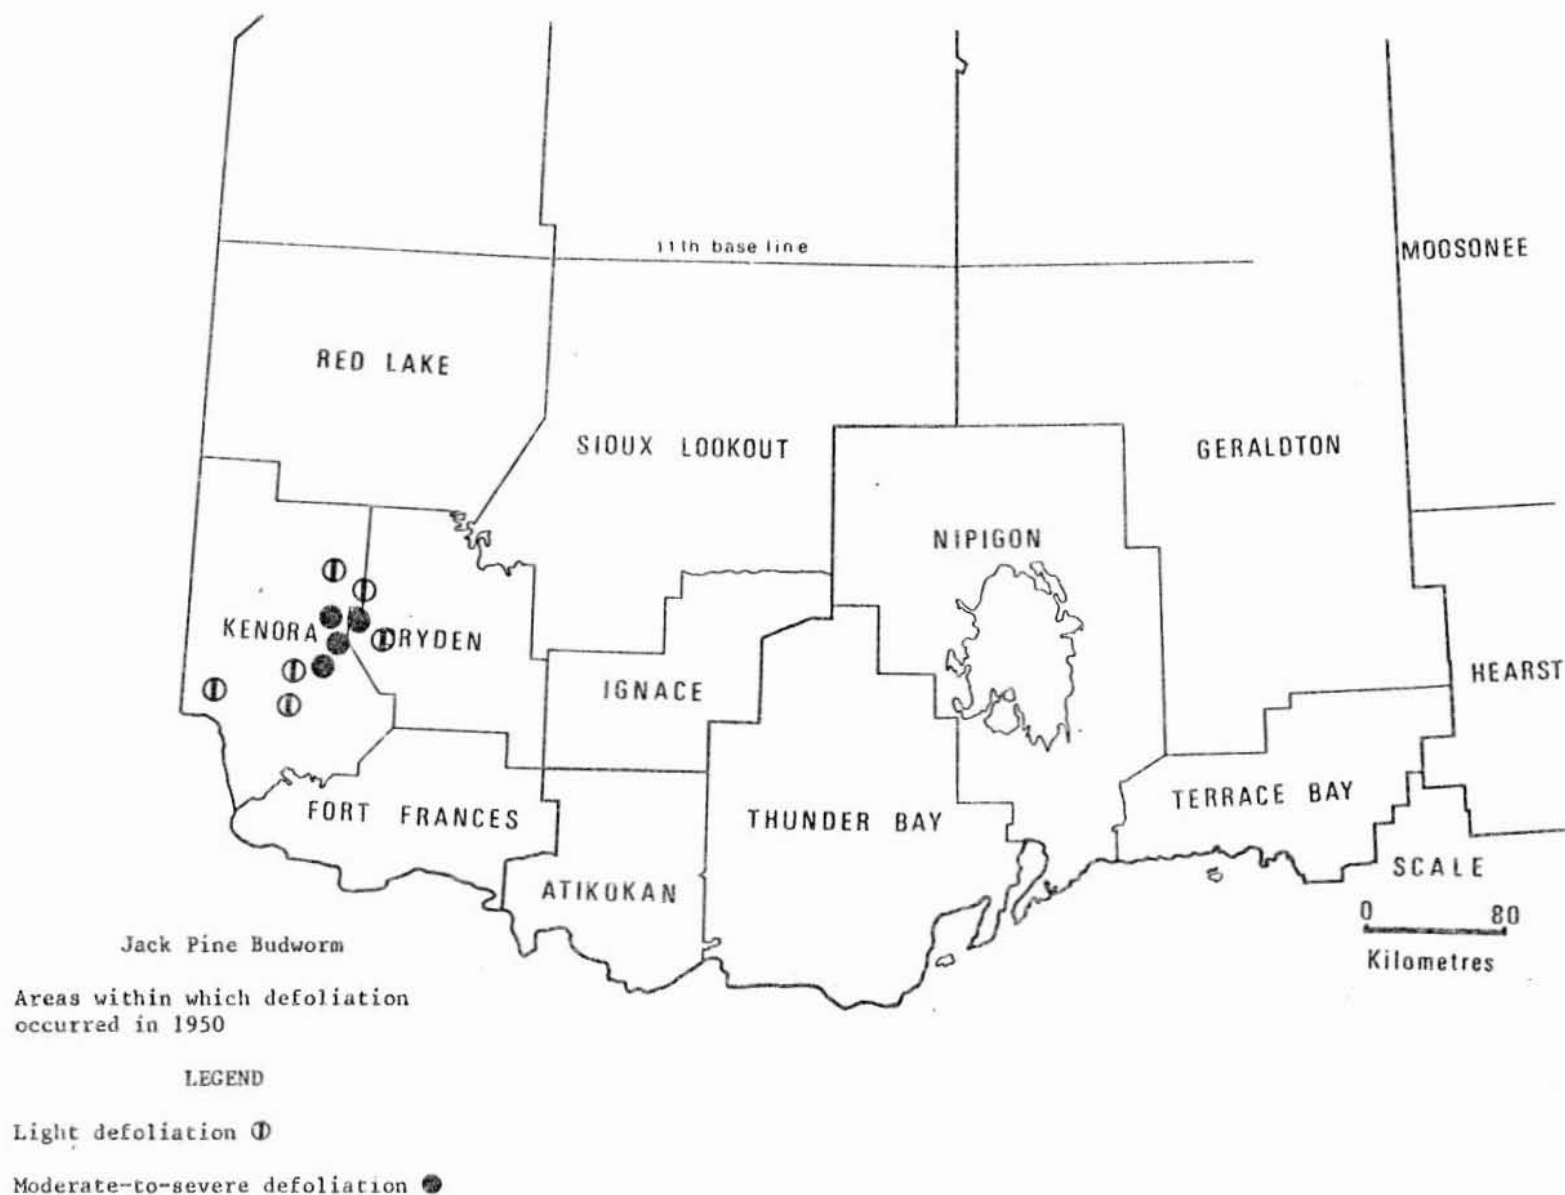 11th base line
MOOSONEE
RED LAKE
SIOUX LOOKOUT
GERALDTON
NIPIGON
KENORA
DRYDEN
IGNACE
HEARST
FORT FRANCES
THUNDER BAY
TERRACE BAY
ATIKOKAN
SCALE
0 80
Kilometres
Jack Pine Budworm
Areas within which defoliation
occurred in 1950
LEGEND
Light defoliation
Moderate-to-severe defoliation